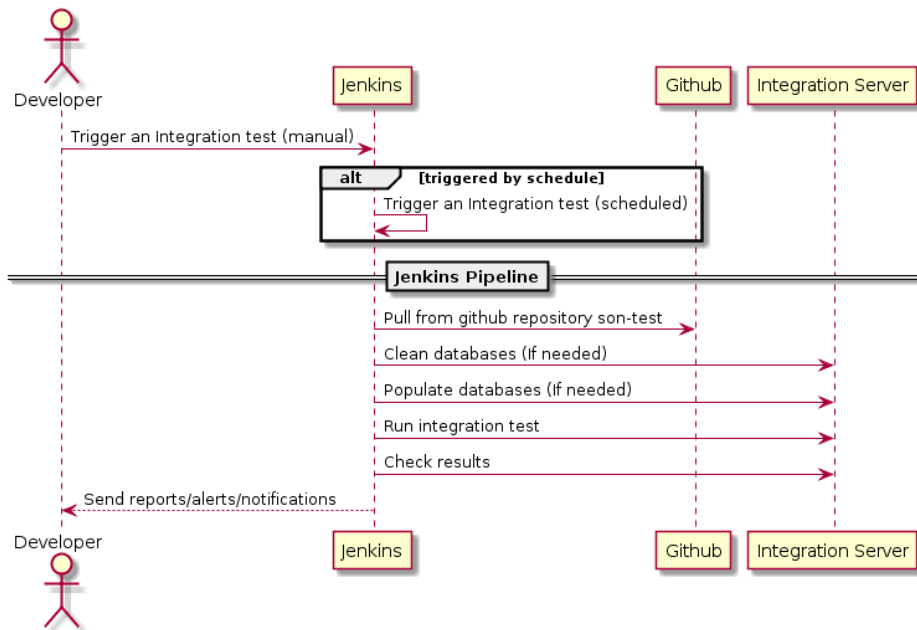 Developer
Jenkins
Github
Integration Server
Trigger an Integration test (manual)
alt
[triggered by schedule]
Trigger an Integration test (scheduled)
Jenkins Pipeline
Pull from github repository son-test
Clean databases (If needed)
Populate databases (If needed)
Run integration test
Check results
Send reports/alerts/notifications
Developer
Jenkins
Github
Integration Server